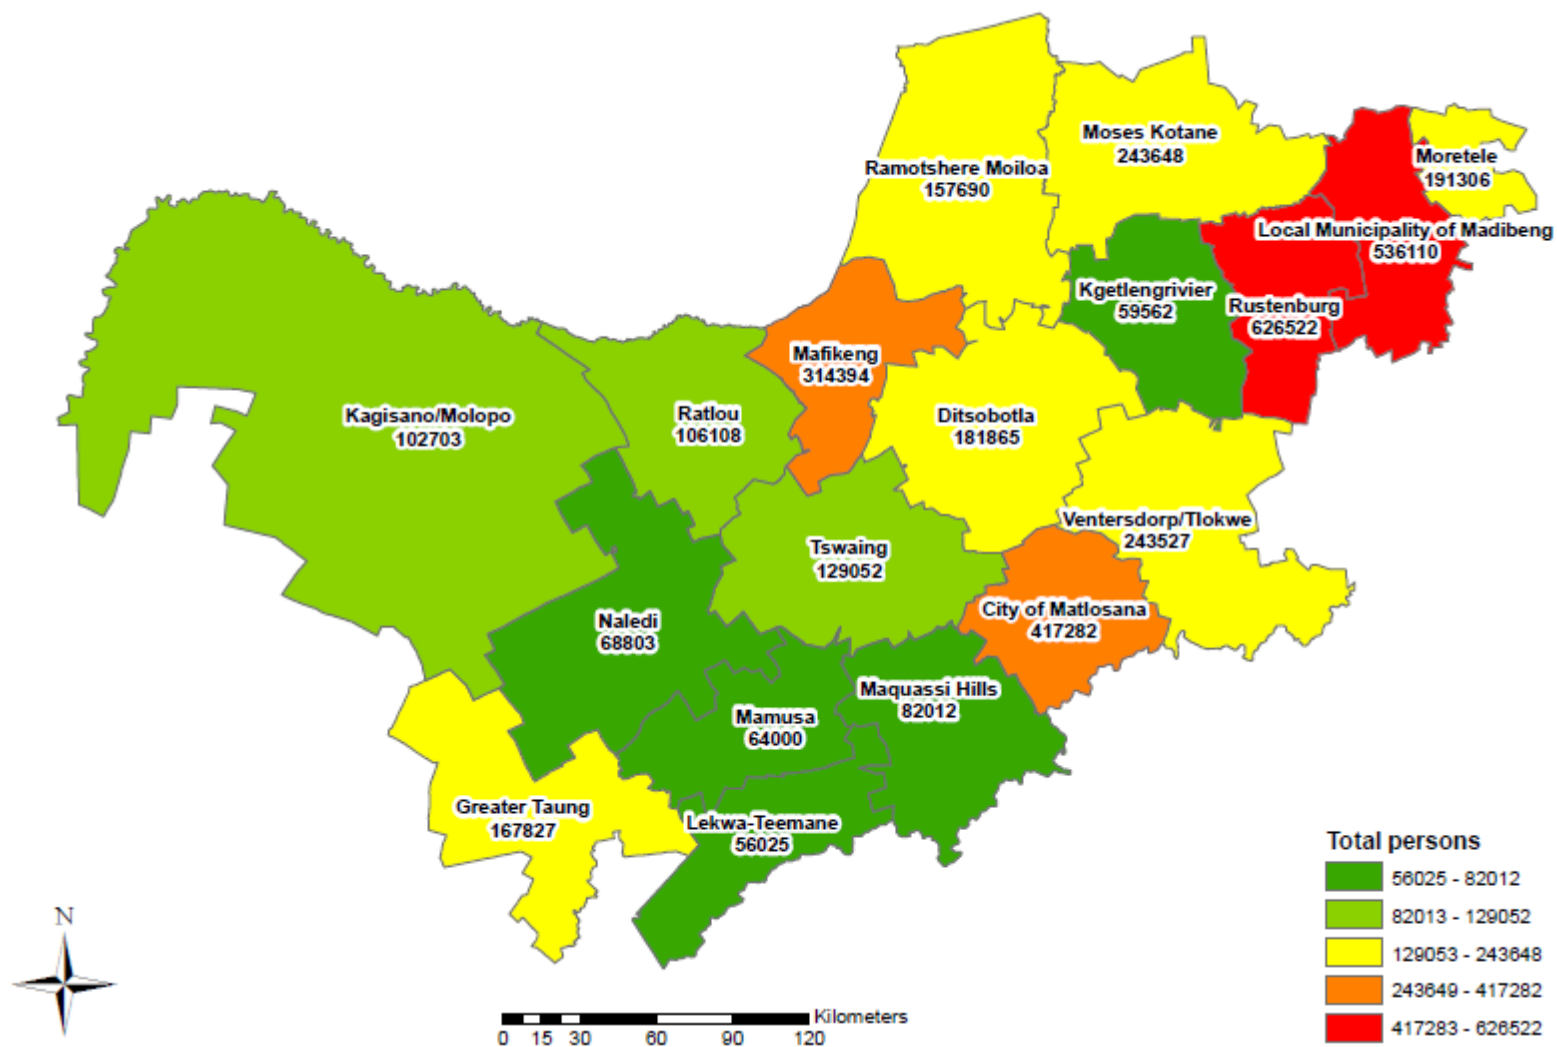 Moses Kotane
243648
Moretele
191306
Ramotshere Moiloa
157690
Local Municipality of Madibeng
536110
Kgetlengrivier
59562
Rustenburg
626522
Mafikeng
314394
Kagisano/Molopo
102703
Ratlou
106108
Ditsobotla
181865
Ventersdorp/Tlokwe
243527
Tswaing
129052
City of Matlosana
417282
Naledi
68803
Maquassi Hills
82012
Mamusa
64000
Greater Taung
167827
Lekwa-Teemane
56025
Total persons
56025 - 82012
82013 - 129052
129053 - 243648
243649 - 417282
417283 - 626522
N
Kilometers
0 15 30 60 90 120